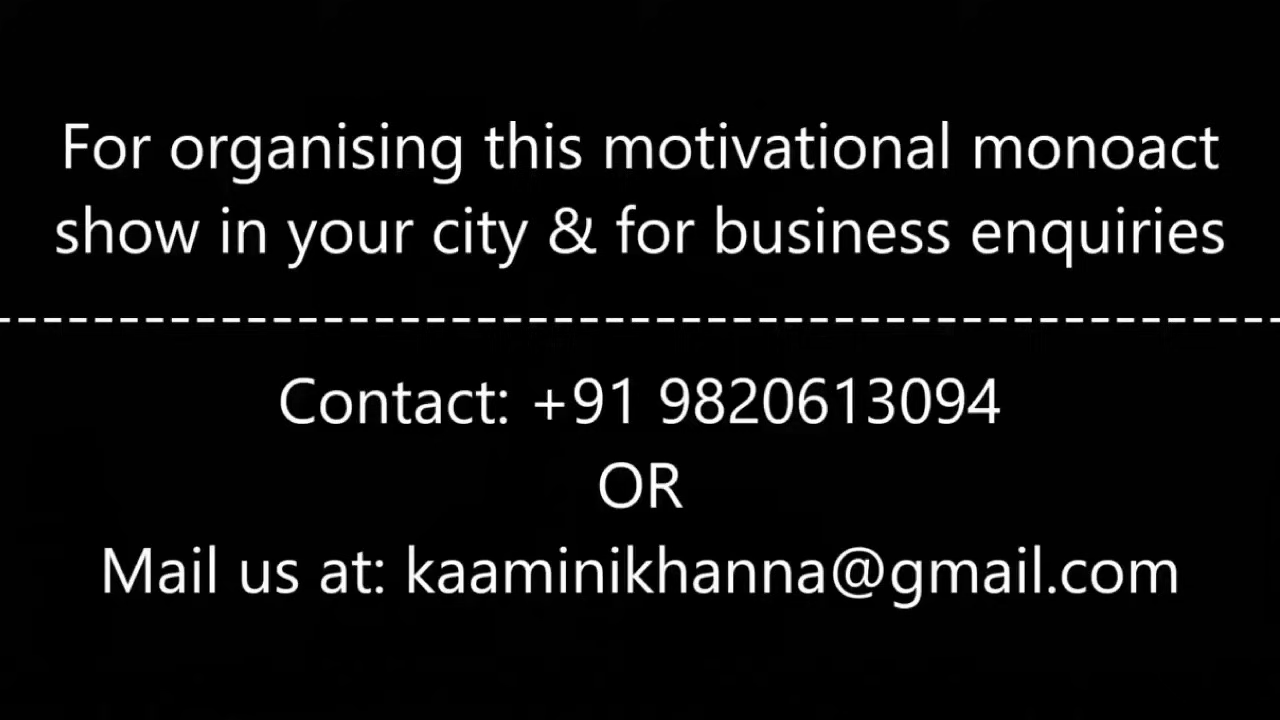 For organising this motivational monoact
show in your city & for business enquiries
--------------------------------------------------
Contact: +91 9820613094
OR
Mail us at: kaaminikhanna@gmail.com